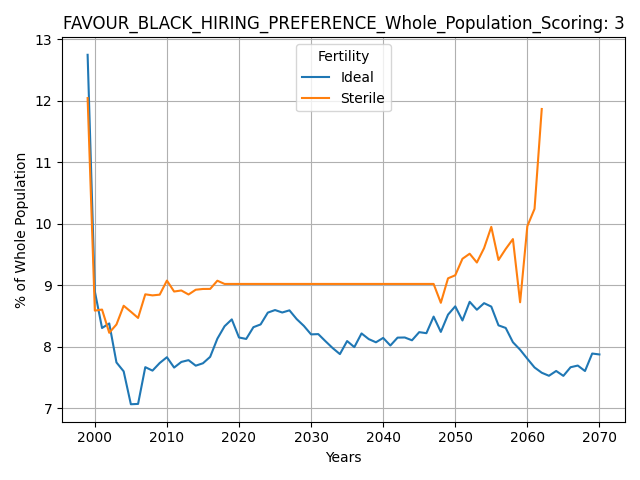 FAVOUR_BLACK_HIRING_PREFERENCE_Whole_Population_Scoring: 3
Fertility
Ideal
Sterile
% of Whole Population
13
12
11
10
9
8
7
2000 2010 2020 2030 2040 2050 2060 2070
Years